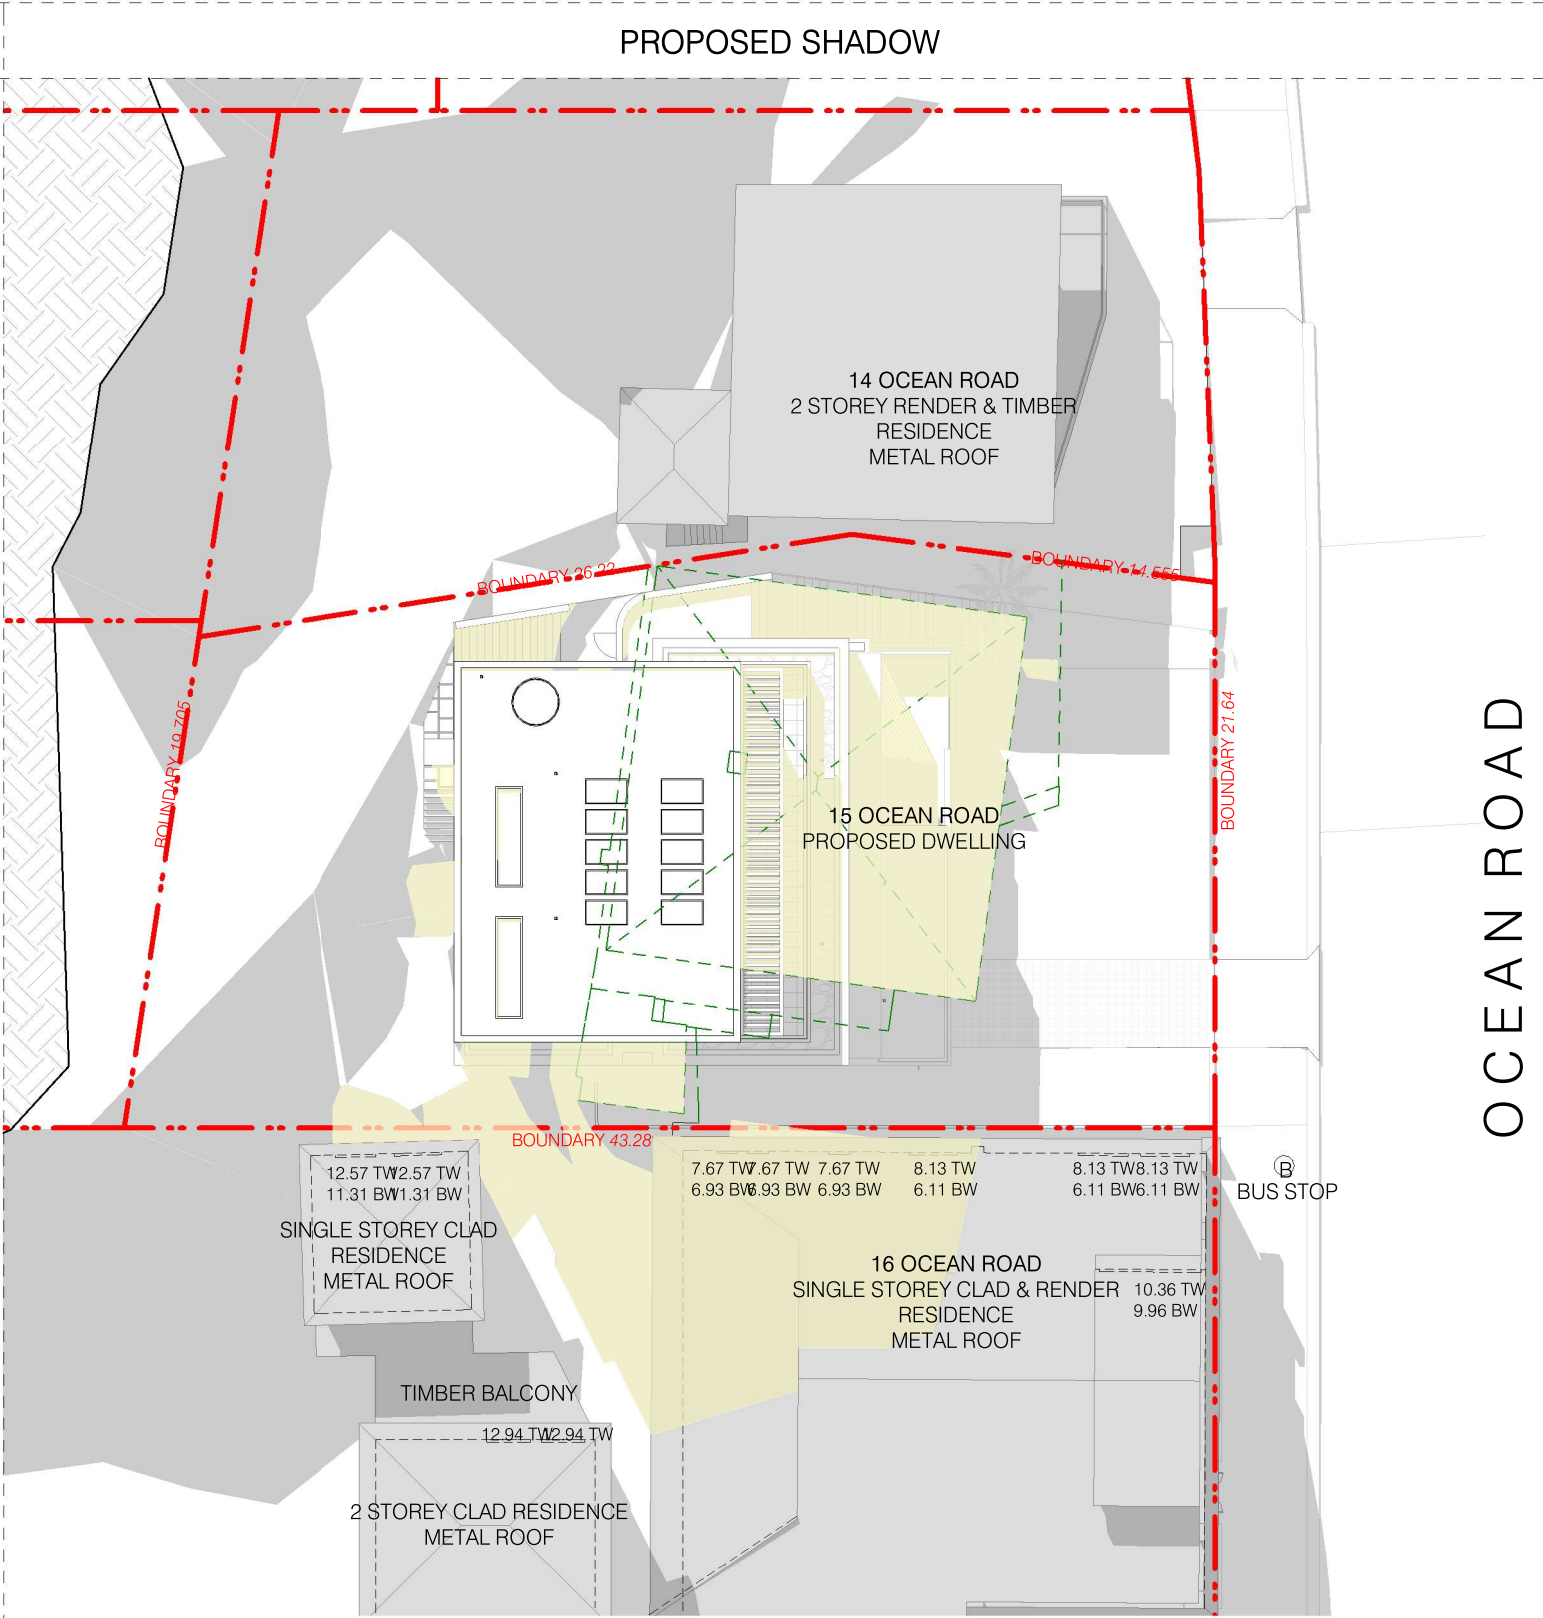 PROPOSED SHADOW
14 OCEAN ROAD
2 STOREY RENDER & TIMBER
RESIDENCE
METAL ROOF
BOUNDARY 26.22
BOUNDARY 14.555
BOUNDARY 19.705
BOUNDARY 21.64
OCEAN ROAD
15 OCEAN ROAD
PROPOSED DWELLING
BOUNDARY 43.28
12.57 TW 12.57 TW
11.31 BW 11.31 BW
SINGLE STOREY CLAD
RESIDENCE
METAL ROOF
7.67 TW 7.67 TW 7.67 TW 8.13 TW 8.13 TW 8.13 TW
6.93 BW 6.93 BW 6.93 BW 6.11 BW 6.11 BW 6.11 BW
B
BUS STOP
16 OCEAN ROAD
SINGLE STOREY CLAD & RENDER
RESIDENCE
METAL ROOF
10.36 TW
9.96 BW
TIMBER BALCONY
12.94 TW 12.94 TW
2 STOREY CLAD RESIDENCE
METAL ROOF